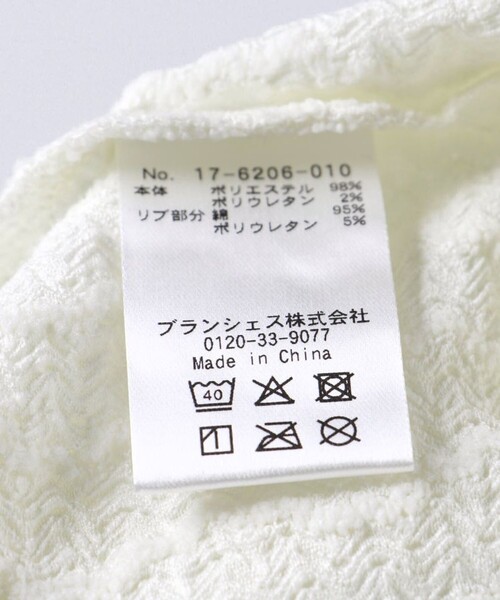 No. 17-6206-010
本体 ポリエステル 98%
ポリウレタン 2%
リブ部分 綿 95%
ポリウレタン 5%
ブランシェス株式会社
0120-33-9077
Made in China
40